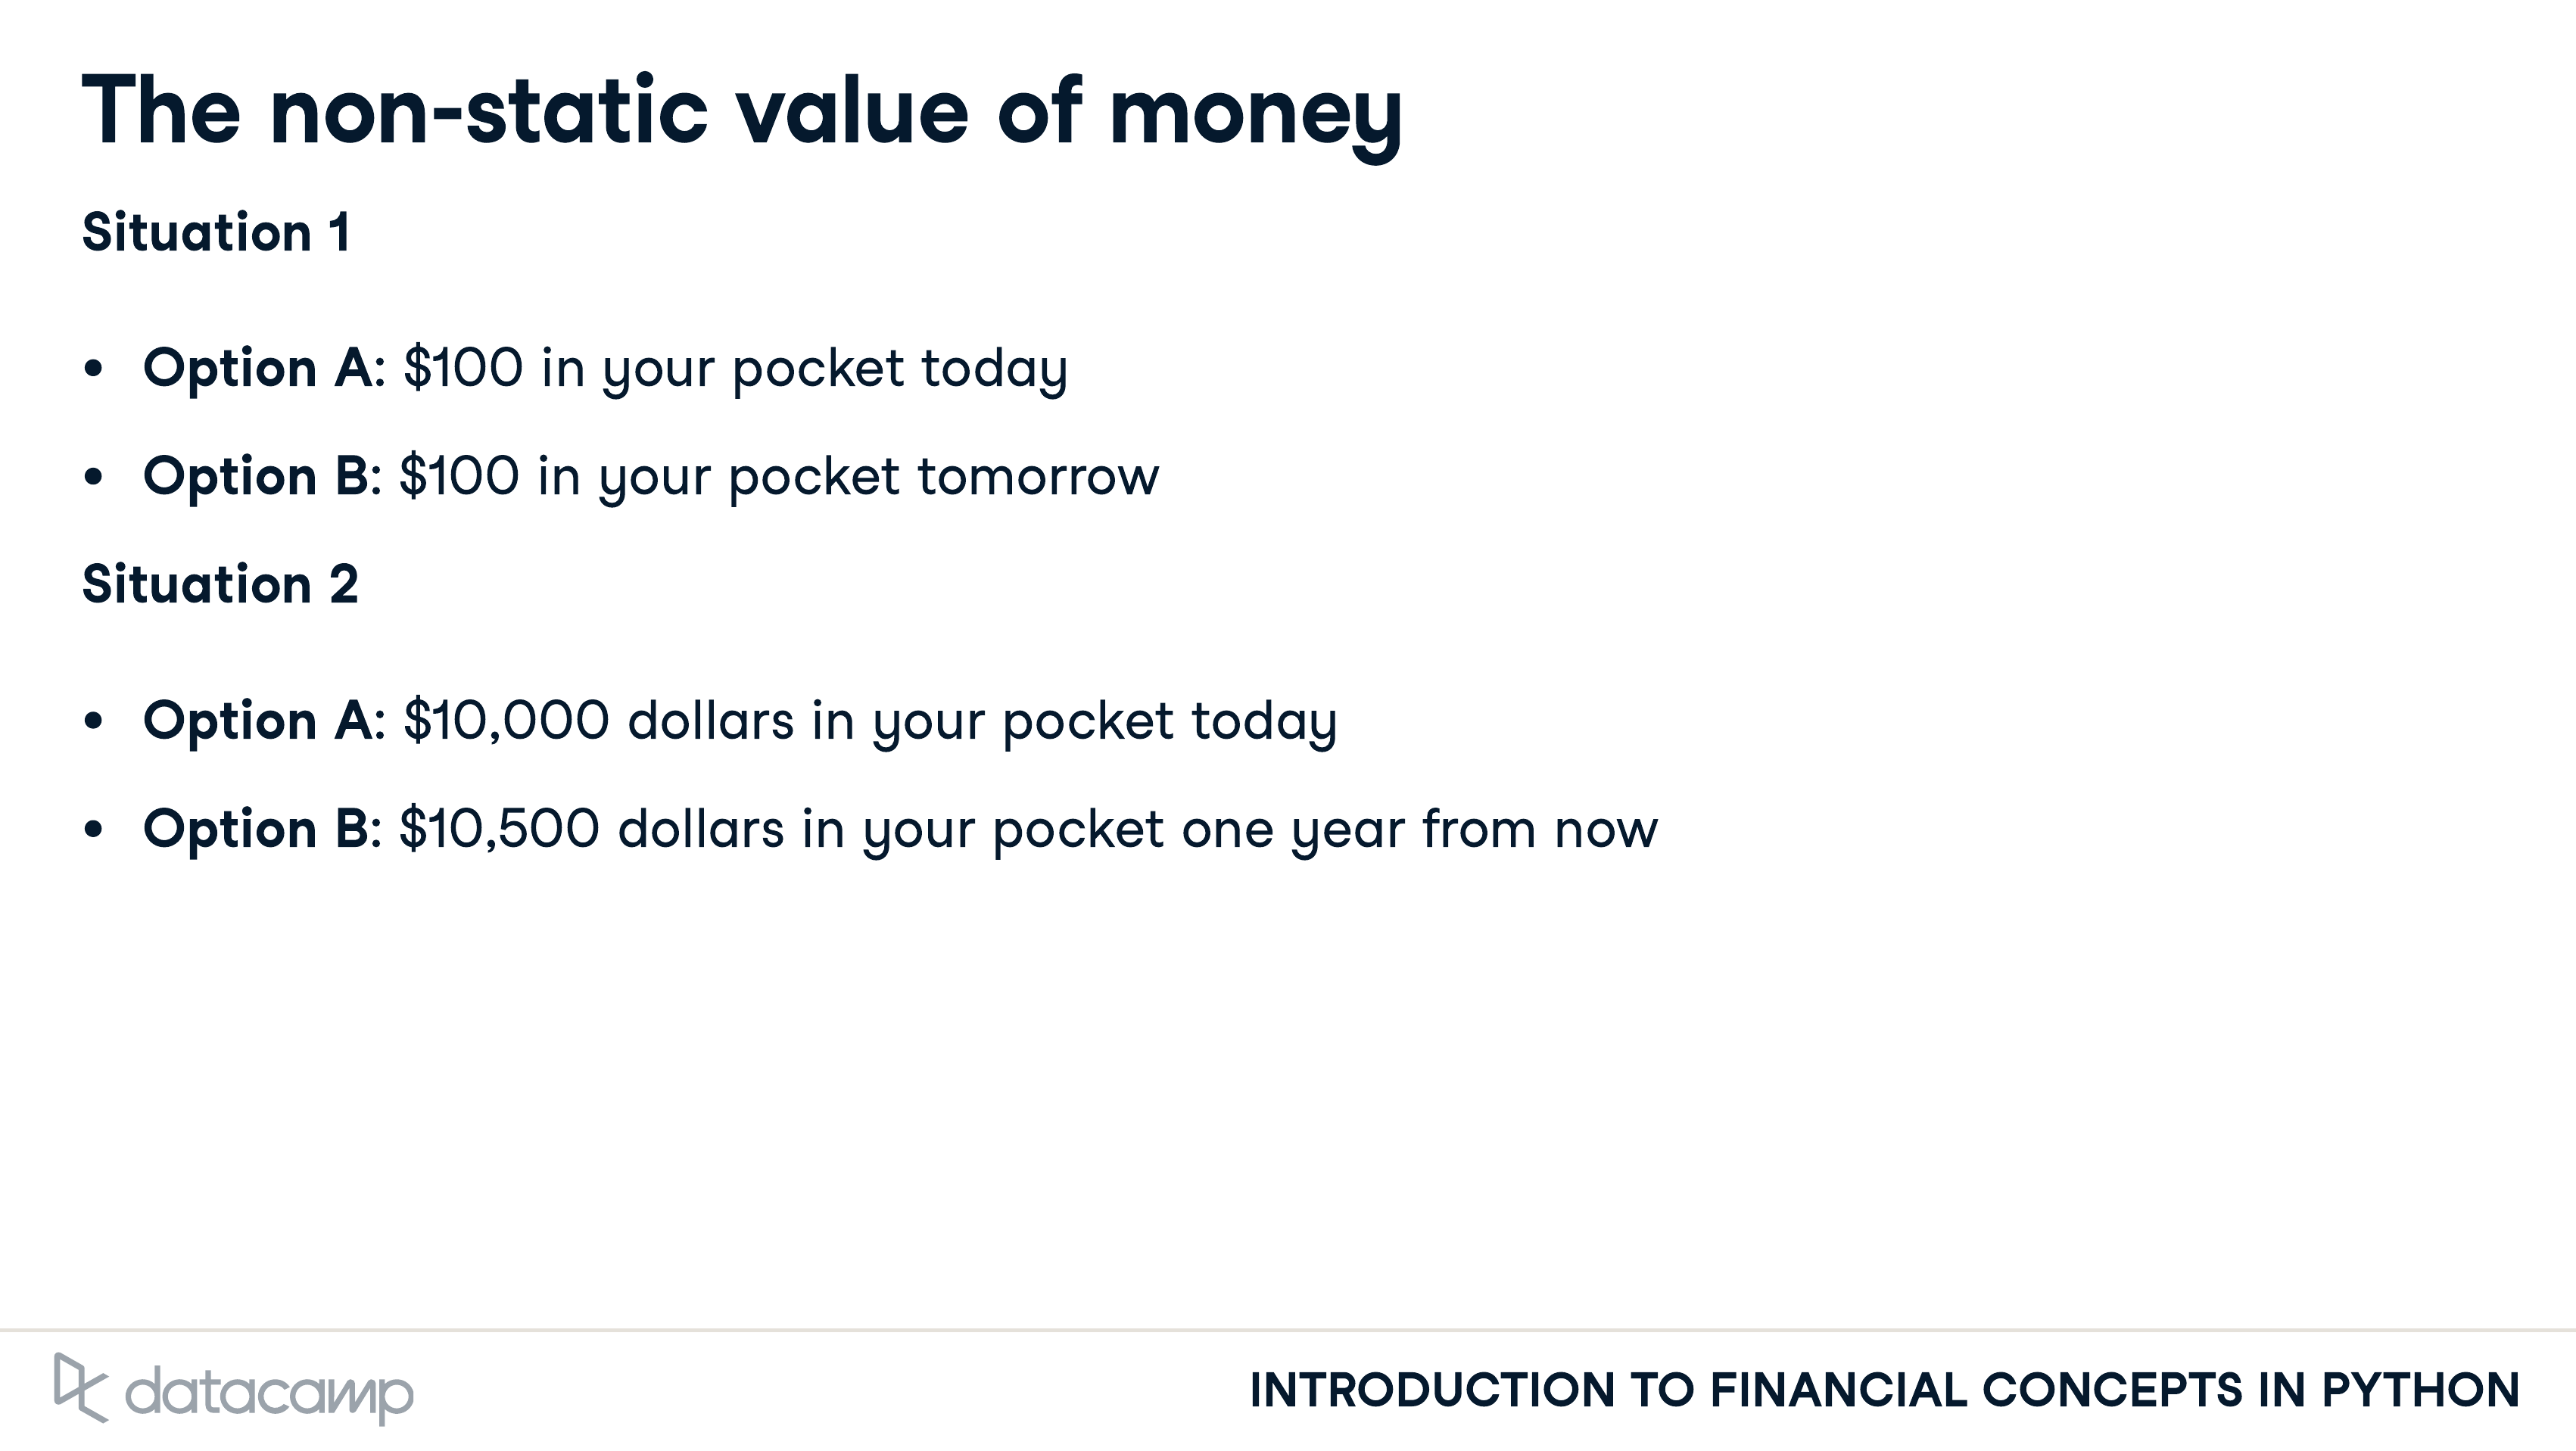 The non-static value of money
Situation 1
• Option A: $100 in your pocket today
• Option B: $100 in your pocket tomorrow
Situation 2
• Option A: $10,000 dollars in your pocket today
• Option B: $10,500 dollars in your pocket one year from now
datacamp
INTRODUCTION TO FINANCIAL CONCEPTS IN PYTHON